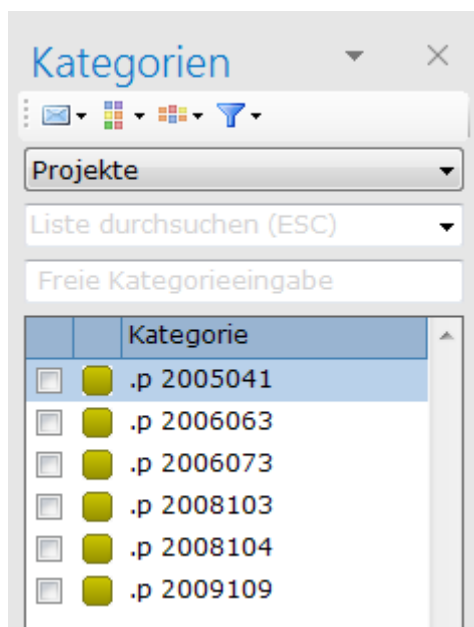 Kategorien
Projekte
Liste durchsuchen (ESC)
Freie Kategorieeingabe
Kategorie
.p 2005041
.p 2006063
.p 2006073
.p 2008103
.p 2008104
.p 2009109